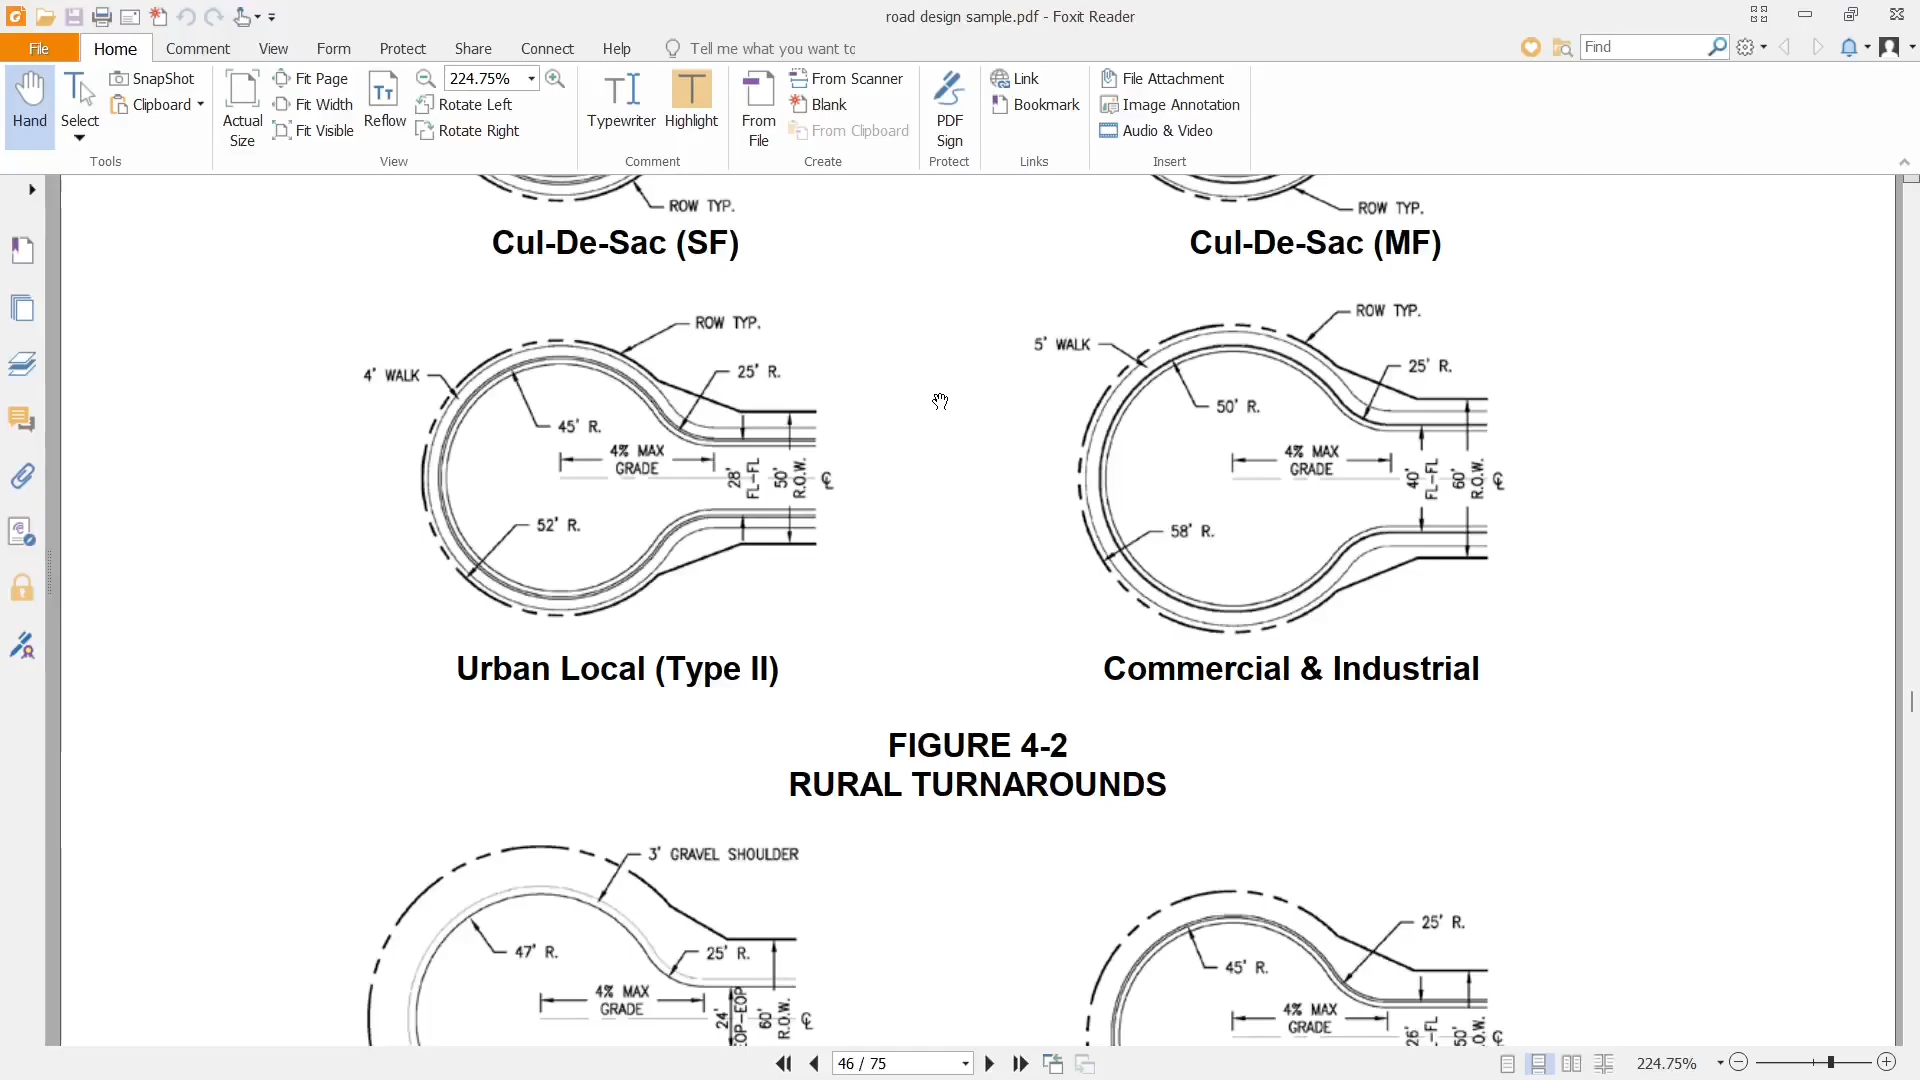 road design sample.pdf - Foxit Reader
File
Home
Comment
View
Form
Protect
Share
Connect
Help
Tell me what you want to
Find
Hand
Select
SnapShot
Clipboard
Tools
Actual
Size
Fit Page
Fit Width
Fit Visible
Reflow
224.75%
Rotate Left
Rotate Right
View
Typewriter
Highlight
Comment
From
File
From Scanner
Blank
From Clipboard
Create
PDF
Sign
Protect
Link
Bookmark
Links
File Attachment
Image Annotation
Audio & Video
Insert
ROW TYP.
ROW TYP.
Cul-De-Sac (SF)
Cul-De-Sac (MF)
ROW TYP.
4' WALK
25' R.
45' R.
4% MAX
GRADE
28'
FL-FL
50'
R.O.W.
52' R.
ROW TYP.
5' WALK
25' R.
50' R.
4% MAX
GRADE
40'
FL-FL
60'
R.O.W.
58' R.
Urban Local (Type II)
Commercial & Industrial
FIGURE 4-2
RURAL TURNAROUNDS
3' GRAVEL SHOULDER
47' R.
25' R.
4% MAX
GRADE
24'
EOP-EOP
60'
R.O.W.
25' R.
45' R.
4% MAX
GRADE
FL-FL
50'
R.O.W.
46 / 75
224.75%